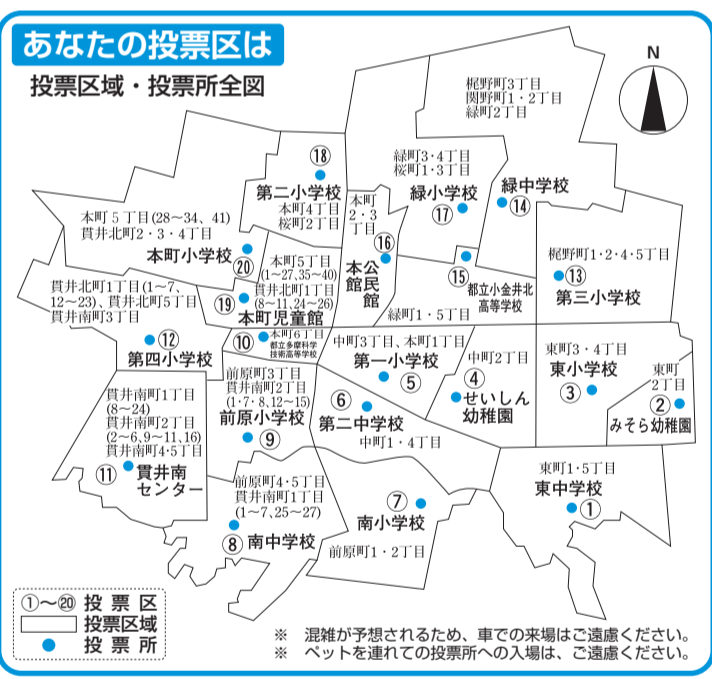 あなたの投票区は
投票区域・投票所全図
N
梶野町3丁目
関野町1・2丁目
緑町2丁目
緑中学校
⑭
緑町3・4丁目
桜町1・3丁目
緑小学校
⑰
⑱
第二小学校
本町4丁目
桜町2丁目
本町
2・3
丁目
⑯
公民館
本館
本町5丁目(28〜34、41)
貫井北町2・3・4丁目
本町小学校
⑳
本町5丁目
(1〜27、35〜40)
貫井北町1丁目
(8〜11、24〜26)
⑲
本町児童館
⑮
都立小金井北
高等学校
緑町1・5丁目
梶野町1・2・4・5丁目
⑬
第三小学校
貫井北町1丁目(1〜7、
12〜23)、貫井北町5丁目
貫井南町3丁目
⑫
第四小学校
⑩
本町6丁目
都立多摩科学
技術高等学校
中町3丁目、本町1丁目
第一小学校
⑤
中町2丁目
④
せいしん
幼稚園
東町3・4丁目
東小学校
③
東町
2丁目
②
みそら幼稚園
前原町3丁目
貫井南町2丁目
(1・7・8、12〜15)
前原小学校
⑨
⑥
第二中学校
中町1・4丁目
貫井南町1丁目
(8〜24)
貫井南町2丁目
(2〜6、9〜11、16)
貫井南町4・5丁目
⑪
貫井南
センター
東町1・5丁目
東中学校
①
前原町4・5丁目
貫井南町1丁目
(1〜7、25〜27)
⑧
南中学校
⑦
南小学校
前原町1・2丁目
①〜⑳ 投票区
投票区域
投票所
※ 混雑が予想されるため、車での来場はご遠慮ください。
※ ペットを連れての投票所への入場は、ご遠慮ください。